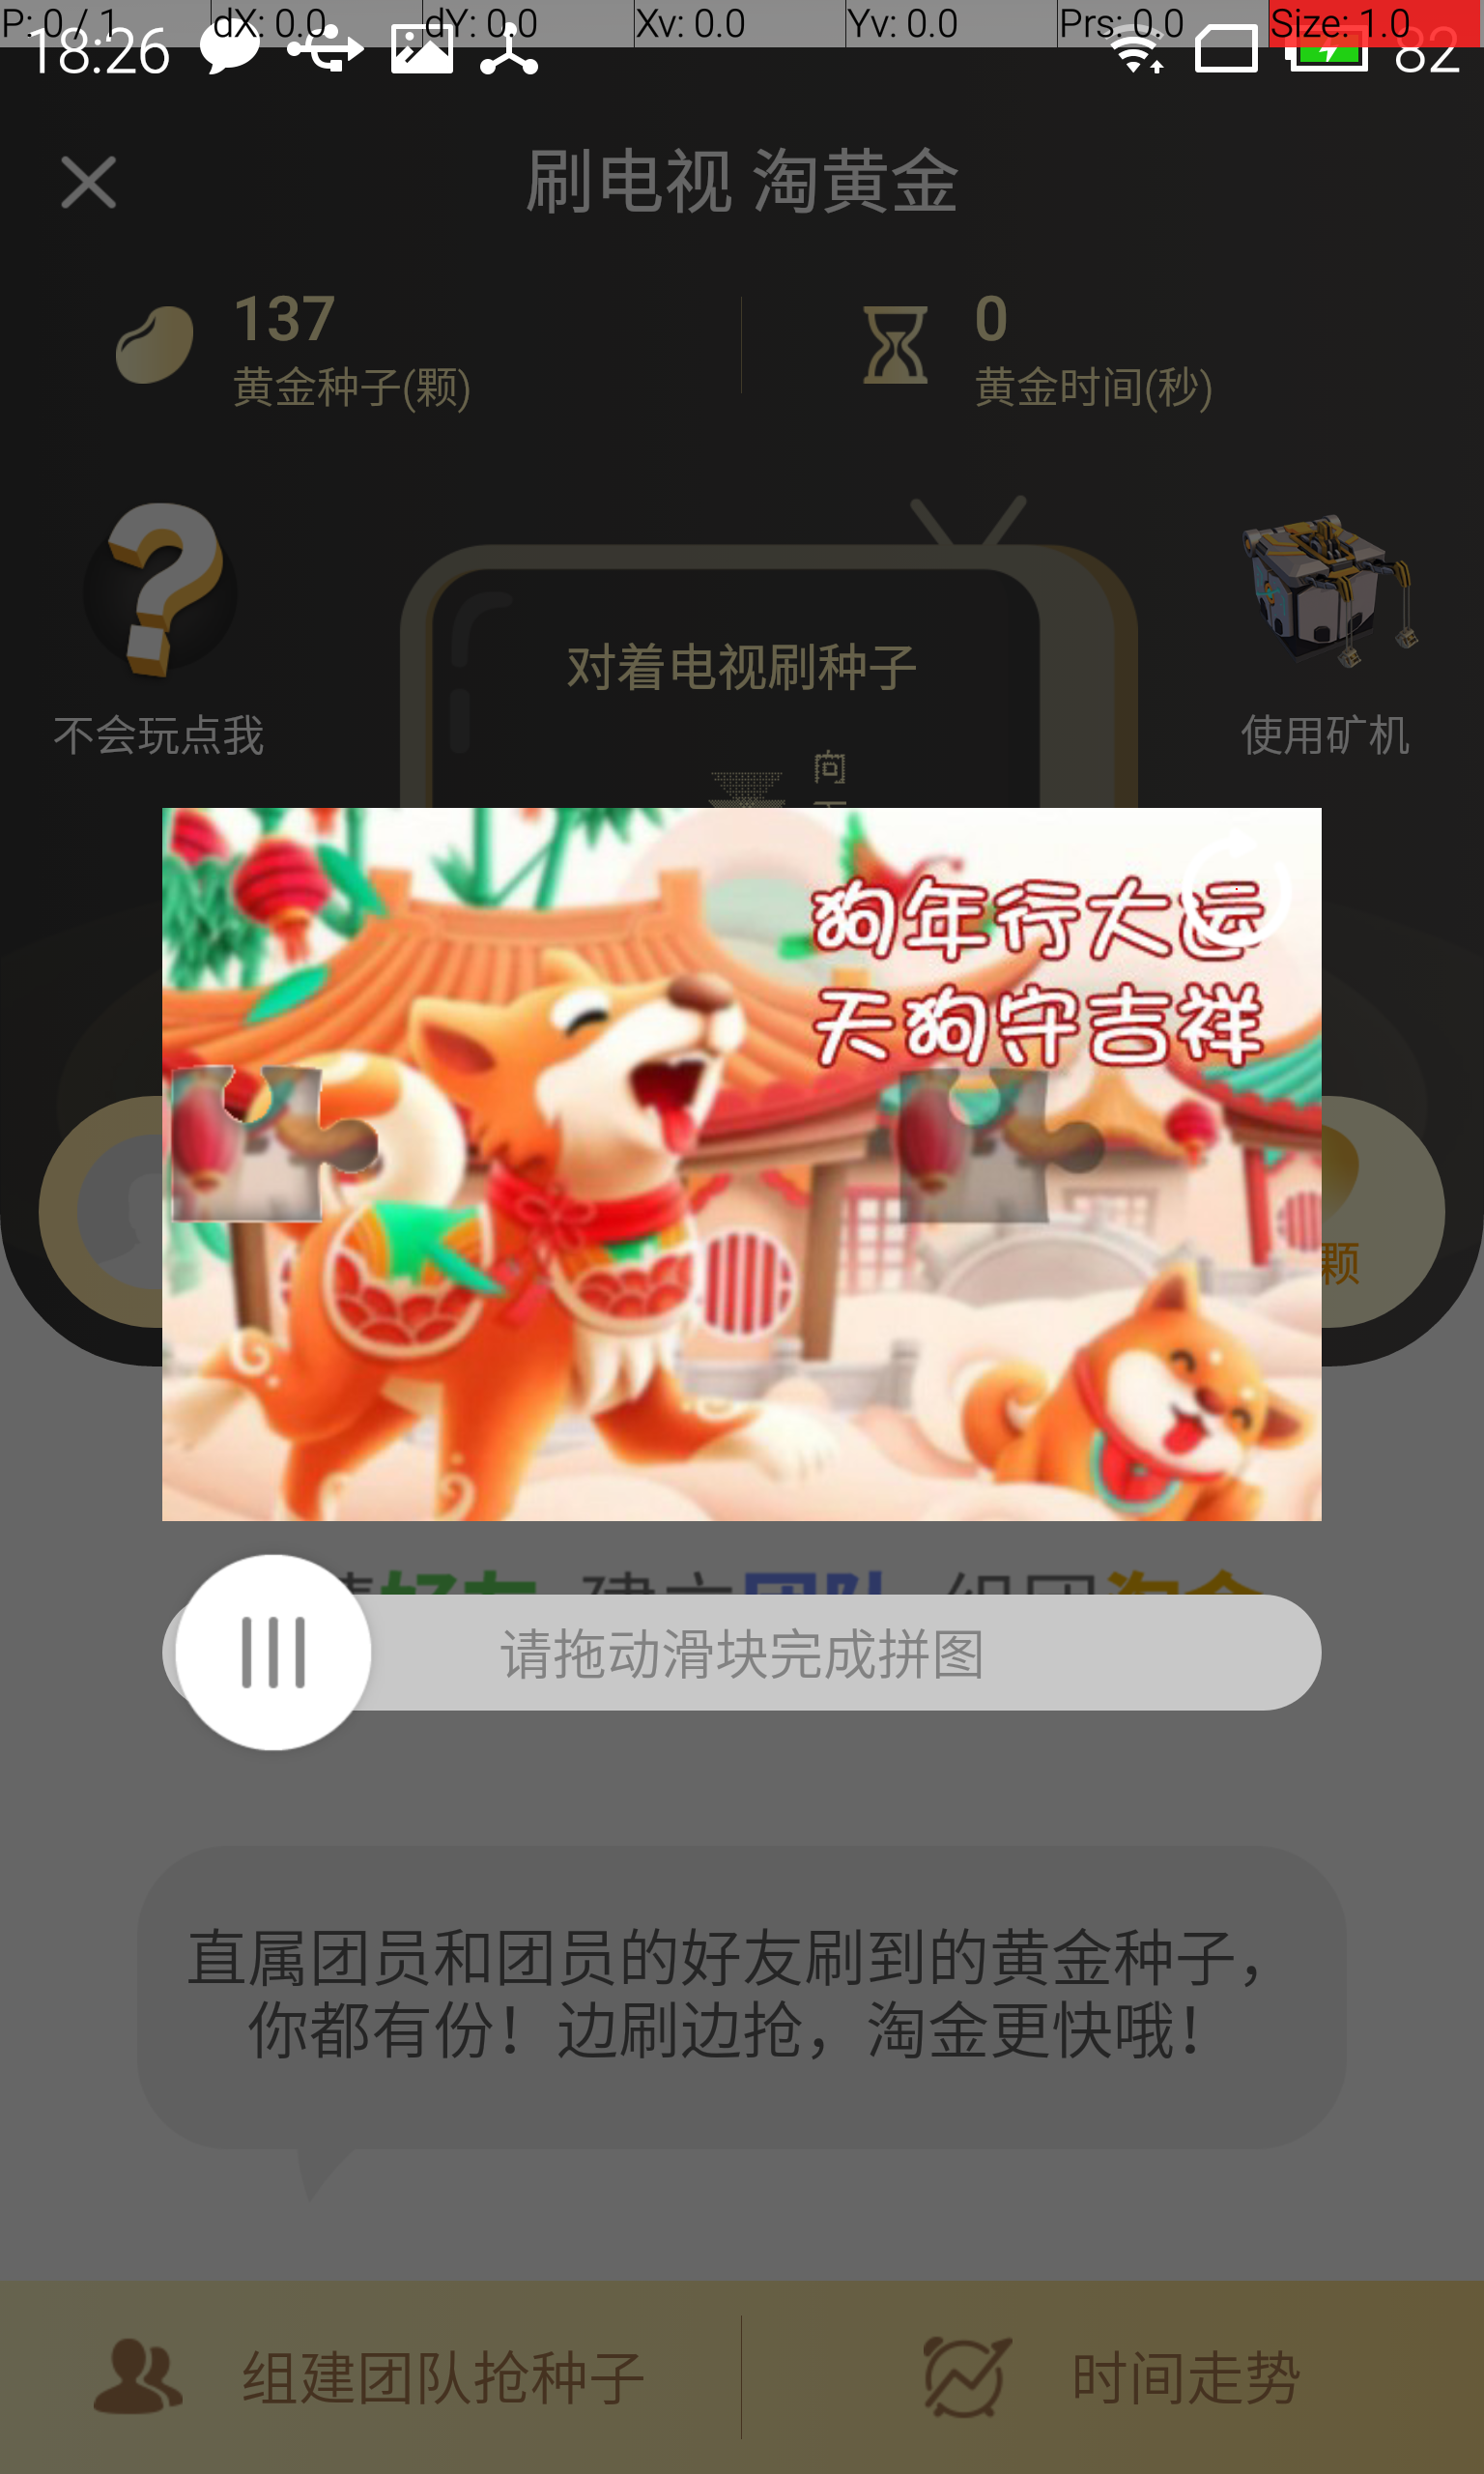 P: 0 / 1 dX: 0.0 dY: 0.0 Xv: 0.0 Yv: 0.0 Prs: 0.0 Size: 1.0
18:26 82
刷电视 淘黄金
137 0
黄金种子(颗) 黄金时间(秒)
对着电视刷种子
不会玩点我 使用矿机
向
狗年行大运
天狗守吉祥
颗
请拖动滑块完成拼图
直属团员和团员的好友刷到的黄金种子，
你都有份！边刷边抢，淘金更快哦！
组建团队抢种子 时间走势